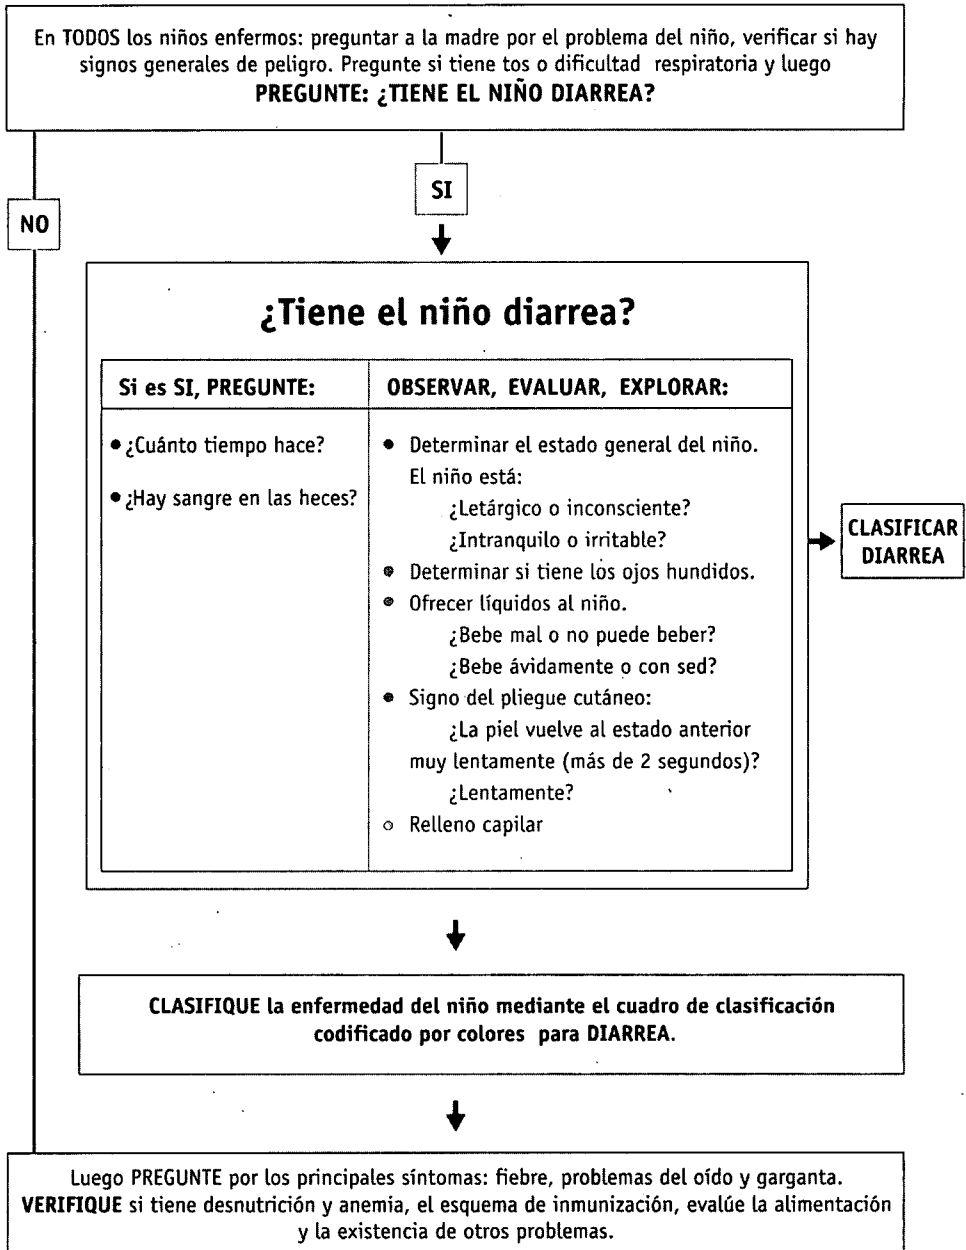 En TODOS los niños enfermos: preguntar a la madre por el problema del niño, verificar si hay
signos generales de peligro. Pregunte si tiene tos o dificultad respiratoria y luego
PREGUNTE: ¿TIENE EL NIÑO DIARREA?
SI
NO
¿Tiene el niño diarrea?
Si es SI, PREGUNTE:
● ¿Cuánto tiempo hace?
● ¿Hay sangre en las heces?
OBSERVAR, EVALUAR, EXPLORAR:
● Determinar el estado general del niño.
El niño está:
¿Letárgico o inconsciente?
¿Intranquilo o irritable?
● Determinar si tiene los ojos hundidos.
● Ofrecer líquidos al niño.
¿Bebe mal o no puede beber?
¿Bebe ávidamente o con sed?
● Signo del pliegue cutáneo:
¿La piel vuelve al estado anterior
muy lentamente (más de 2 segundos)?
¿Lentamente?
○ Relleno capilar
CLASIFICAR
DIARREA
CLASIFIQUE la enfermedad del niño mediante el cuadro de clasificación
codificado por colores para DIARREA.
Luego PREGUNTE por los principales síntomas: fiebre, problemas del oído y garganta.
VERIFIQUE si tiene desnutrición y anemia, el esquema de inmunización, evalúe la alimentación
y la existencia de otros problemas.